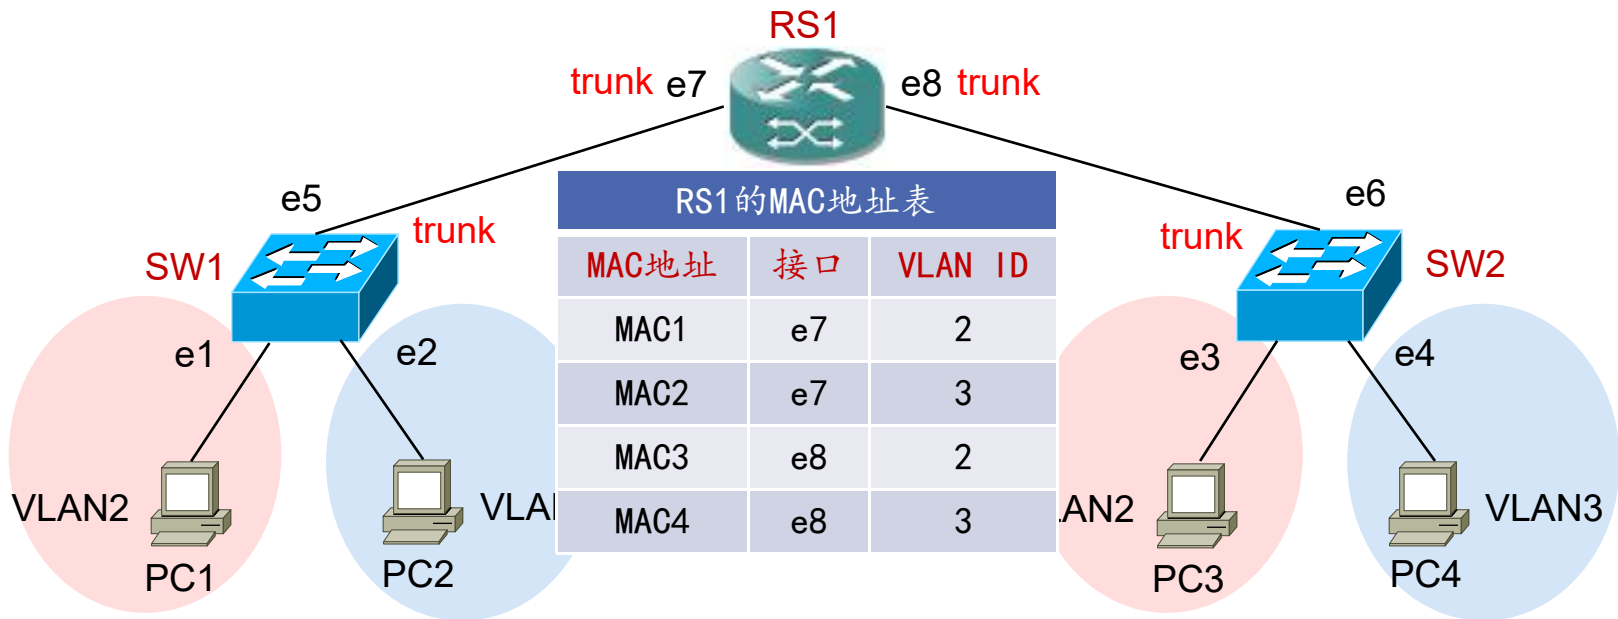 RS1
trunk e7
e8 trunk
e5
trunk
SW1
e6
trunk
SW2
RS1的MAC地址表
MAC地址 接口 VLAN ID
MAC1 e7 2
MAC2 e7 3
MAC3 e8 2
MAC4 e8 3
e1
e2
e3
e4
VLAN2
VLAN
LAN2
VLAN3
PC1
PC2
PC3
PC4